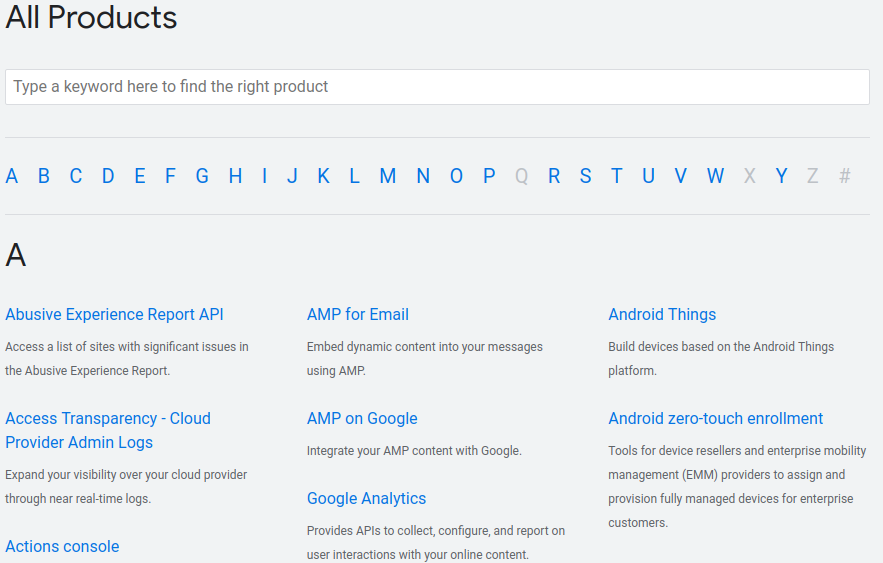 All Products
Type a keyword here to find the right product
A B C D E F G H I J K L M N O P Q R S T U V W X Y Z #
A
Abusive Experience Report API
Access a list of sites with significant issues in
the Abusive Experience Report.
Access Transparency - Cloud
Provider Admin Logs
Expand your visibility over your cloud provider
through near real-time logs.
Actions console
AMP for Email
Embed dynamic content into your messages
using AMP.
AMP on Google
Integrate your AMP content with Google.
Google Analytics
Provides APIs to collect, configure, and report on
user interactions with your online content.
Android Things
Build devices based on the Android Things
platform.
Android zero-touch enrollment
Tools for device resellers and enterprise mobility
management (EMM) providers to assign and
provision fully managed devices for enterprise
customers.